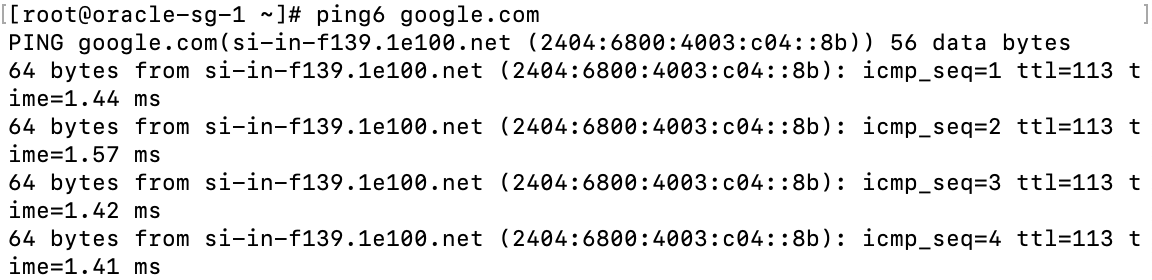 [[root@oracle-sg-1 ~]# ping6 google.com ]
PING google.com(si-in-f139.1e100.net (2404:6800:4003:c04::8b)) 56 data bytes
64 bytes from si-in-f139.1e100.net (2404:6800:4003:c04::8b): icmp_seq=1 ttl=113 t
ime=1.44 ms
64 bytes from si-in-f139.1e100.net (2404:6800:4003:c04::8b): icmp_seq=2 ttl=113 t
ime=1.57 ms
64 bytes from si-in-f139.1e100.net (2404:6800:4003:c04::8b): icmp_seq=3 ttl=113 t
ime=1.42 ms
64 bytes from si-in-f139.1e100.net (2404:6800:4003:c04::8b): icmp_seq=4 ttl=113 t
ime=1.41 ms